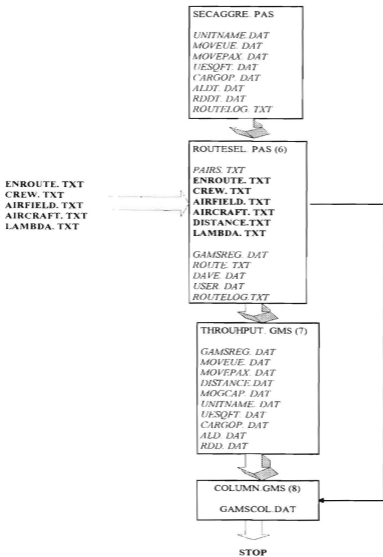 SECAGGRE. PAS
UNITNAME.DAT
MOVEUE. DAT
MOVEPAX. DAT
UESQFT. DAT
CARGOP. DAT
ALDT. DAT
RDDT. DAT
ROUTELOG. TXT
ROUTESEL. PAS (6)
PAIRS. TXT
ENROUTE. TXT
CREW. TXT
AIRFIELD. TXT
AIRCRAFT. TXT
DISTANCE.TXT
LAMBDA. TXT
GAMSREG. DAT
ROUTE. TXT
DAVE. DAT
USER. DAT
ROUTELOG.TXT
ENROUTE. TXT
CREW. TXT
AIRFIELD. TXT
AIRCRAFT. TXT
LAMBDA. TXT
THROUHPUT. GMS (7)
GAMSREG. DAT
MOVEUE. DAT
MOVEPAX. DAT
DISTANCE.DAT
MOGCAP. DAT
UNITNAME. DAT
UESQFT. DAT
CARGOP. DAT
ALD. DAT
RDD. DAT
COLUMN.GMS (8)
GAMSCOL.DAT
STOP